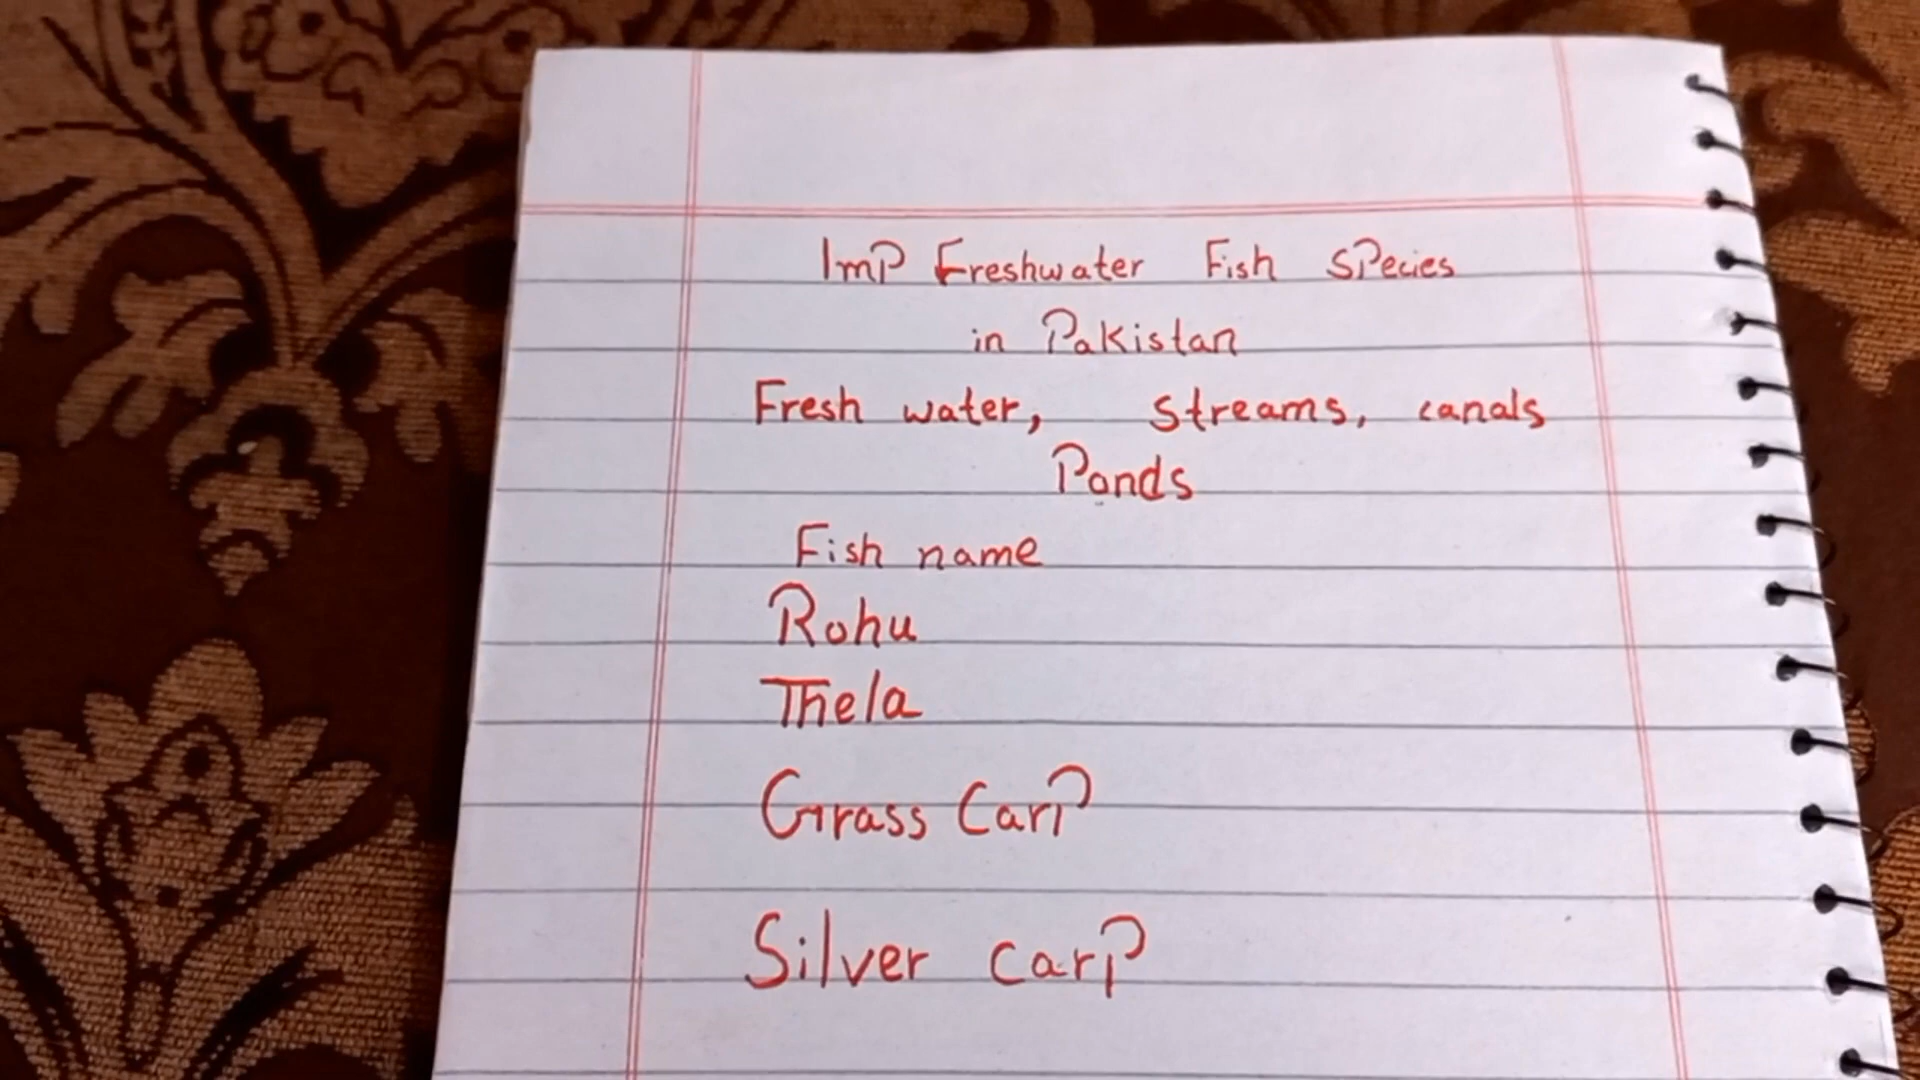 Imp Freshwater Fish species
in Pakistan
Fresh water, streams, canals
Ponds
Fish name
Rohu
Thela
Grass Carp
Silver carp